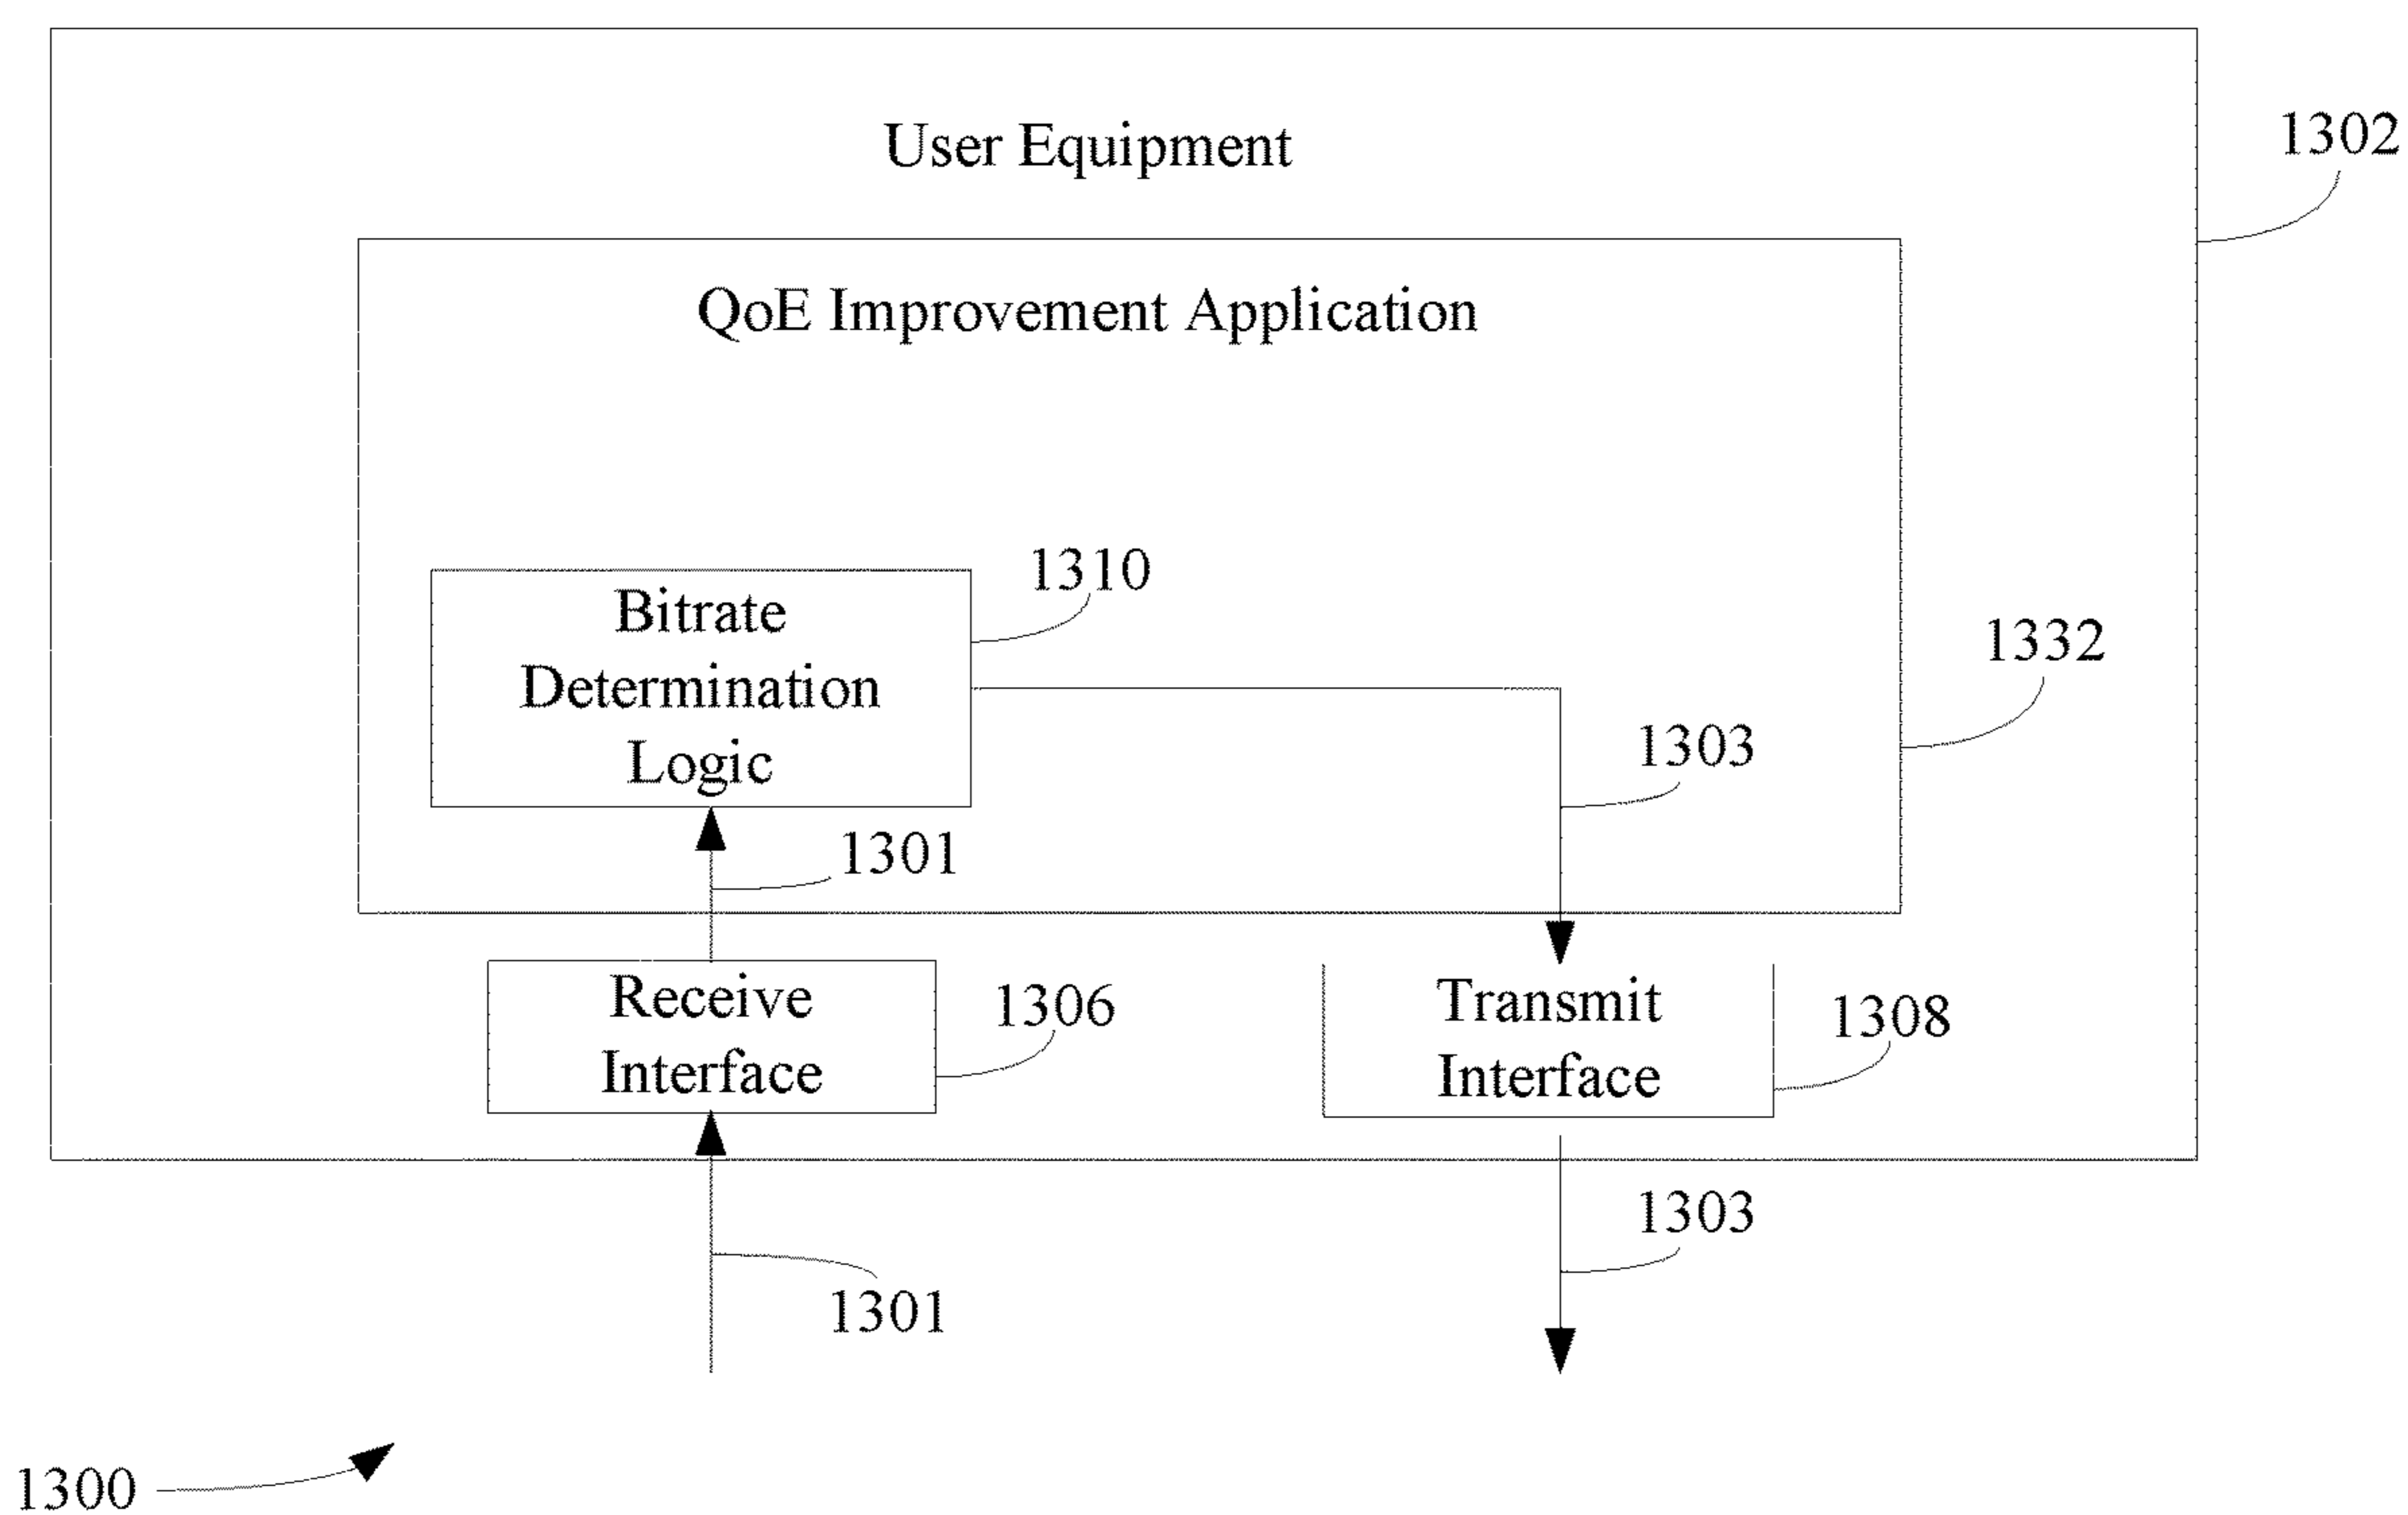 User Equipment
1302
QoE Improvement Application
1310
Bitrate
Determination
Logic
1332
1303
1301
Receive
Interface
1306
Transmit
Interface
1308
1303
1301
1300